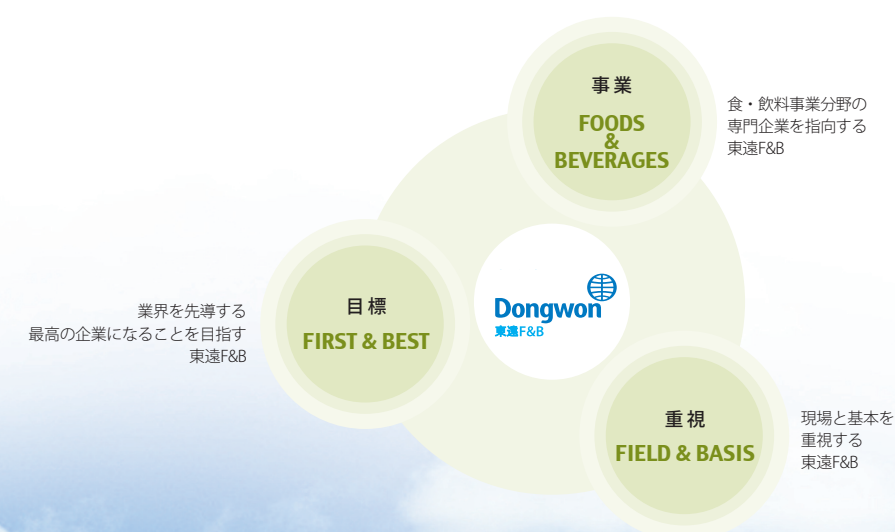 事業
FOODS
&
BEVERAGES
食・飲料事業分野の
専門企業を指向する
東遠F&B
目標
FIRST & BEST
業界を先導する
最高の企業になることを目指す
東遠F&B
Dongwon
東遠F&B
重視
FIELD & BASIS
現場と基本を
重視する
東遠F&B